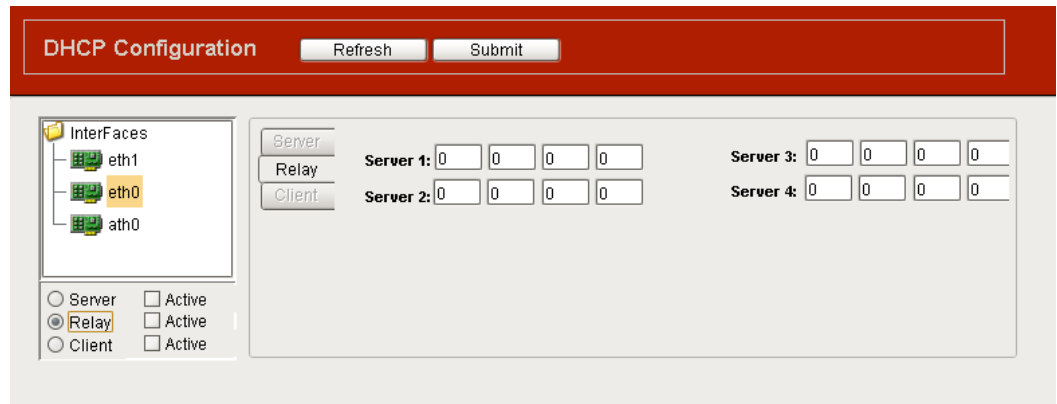 DHCP Configuration Refresh Submit
InterFaces
eth1
eth0
ath0
Server Active
Relay Active
Client Active
Server
Relay
Client
Server 1: 0 0 0 0 Server 3: 0 0 0 0
Server 2: 0 0 0 0 Server 4: 0 0 0 0